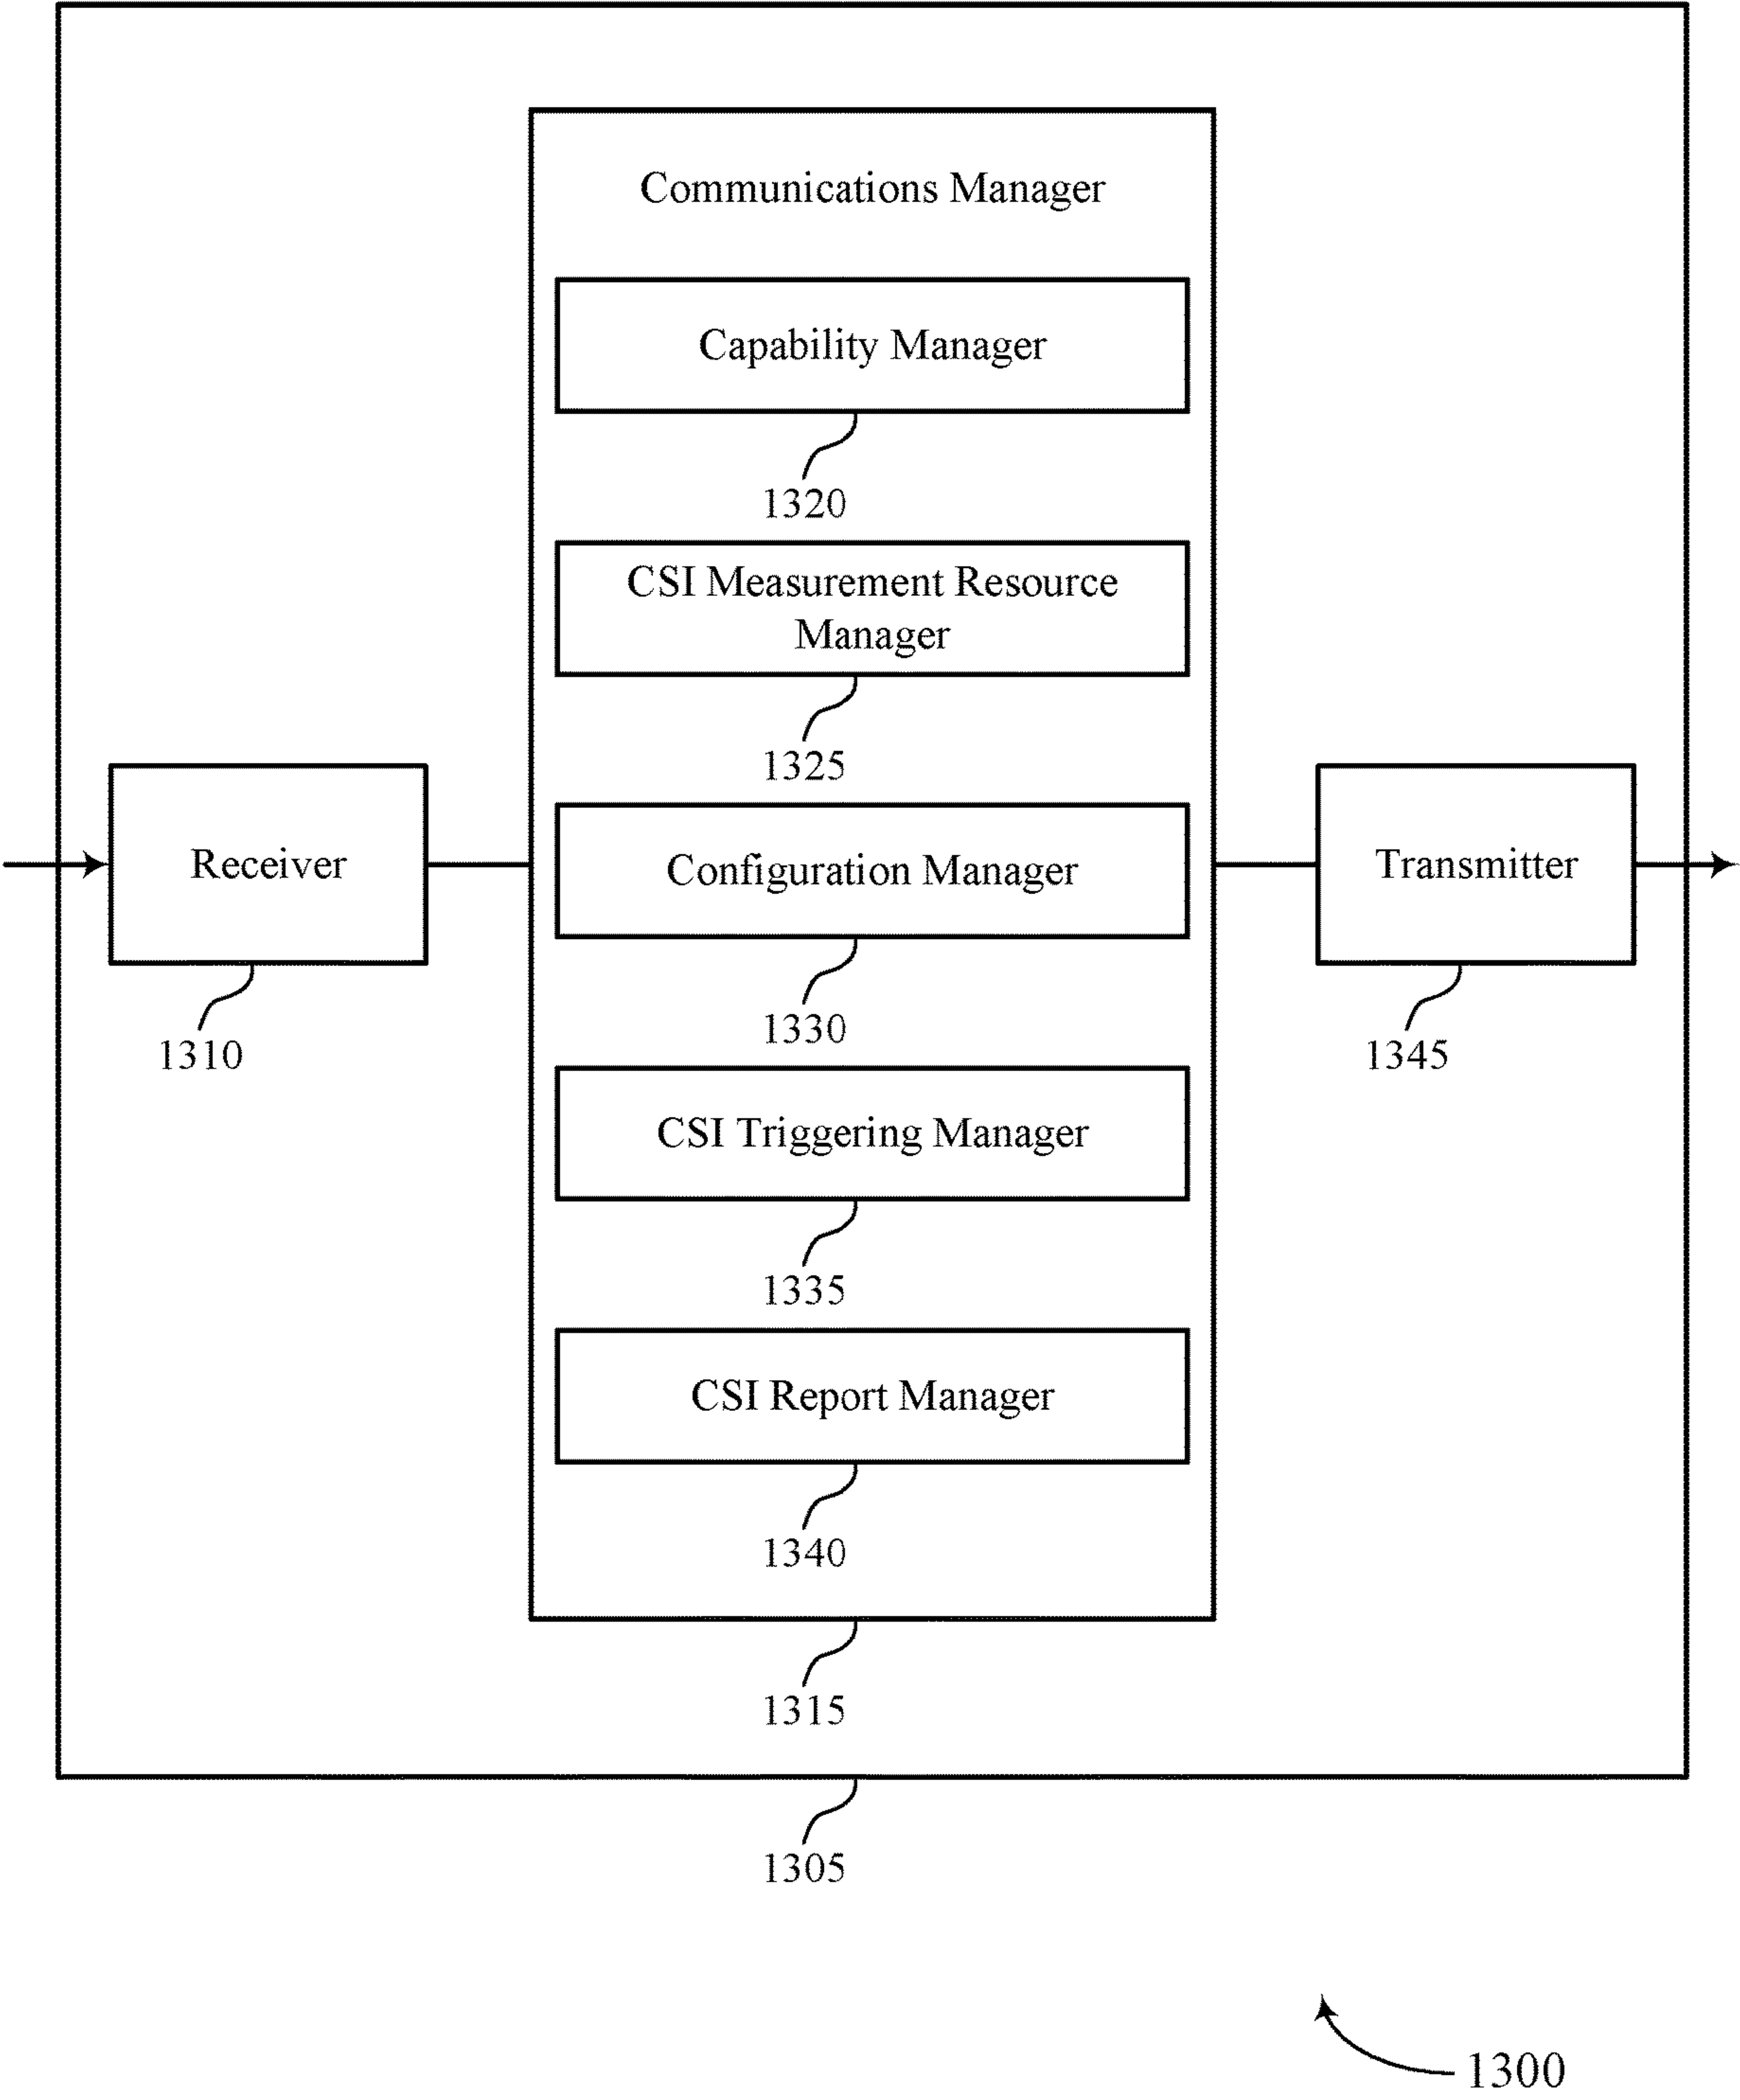 Communications Manager
Capability Manager
1320
CSI Measurement Resource
Manager
1325
Receiver
1310
Configuration Manager
1330
Transmitter
1345
CSI Triggering Manager
1335
CSI Report Manager
1340
1315
1305
1300